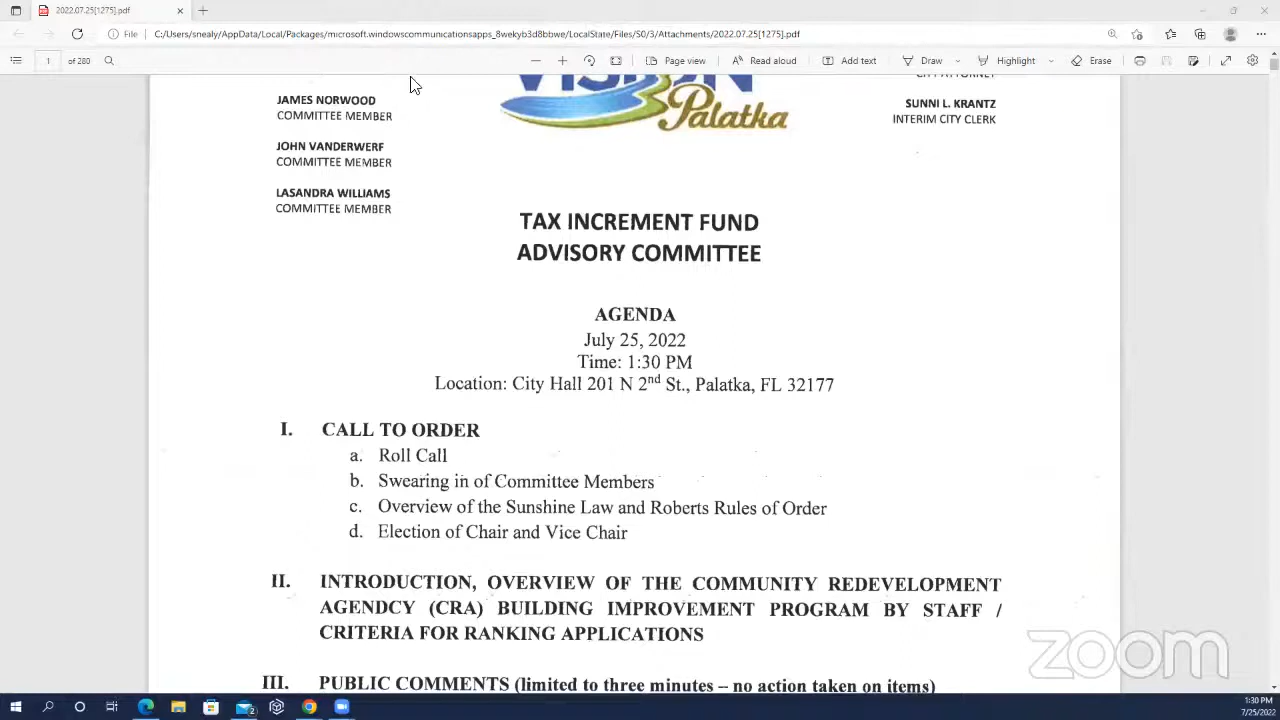 2022.07.25[1275].pdf
File
C:/Users/snealy/AppData/Local/Packages/microsoft.windowscommunicationsapps_8wekyb3d8bbwe/LocalState/Files/S0/3/Attachments/2022.07.25[1275].pdf
1 of 280
Page view
Read aloud
Add text
Draw
Highlight
Erase
VISION
Palatka
CITY ATTORNEY
JAMES NORWOOD
COMMITTEE MEMBER
SUNNI L. KRANTZ
INTERIM CITY CLERK
JOHN VANDERWERF
COMMITTEE MEMBER
LASANDRA WILLIAMS
COMMITTEE MEMBER
TAX INCREMENT FUND
ADVISORY COMMITTEE
AGENDA
July 25, 2022
Time: 1:30 PM
Location: City Hall 201 N 2nd St., Palatka, FL 32177
I. CALL TO ORDER
a. Roll Call
b. Swearing in of Committee Members
c. Overview of the Sunshine Law and Roberts Rules of Order
d. Election of Chair and Vice Chair
II. INTRODUCTION, OVERVIEW OF THE COMMUNITY REDEVELOPMENT
AGENDCY (CRA) BUILDING IMPROVEMENT PROGRAM BY STAFF /
CRITERIA FOR RANKING APPLICATIONS
III. PUBLIC COMMENTS (limited to three minutes – no action taken on items)
zoom
1:30 PM
7/25/2022